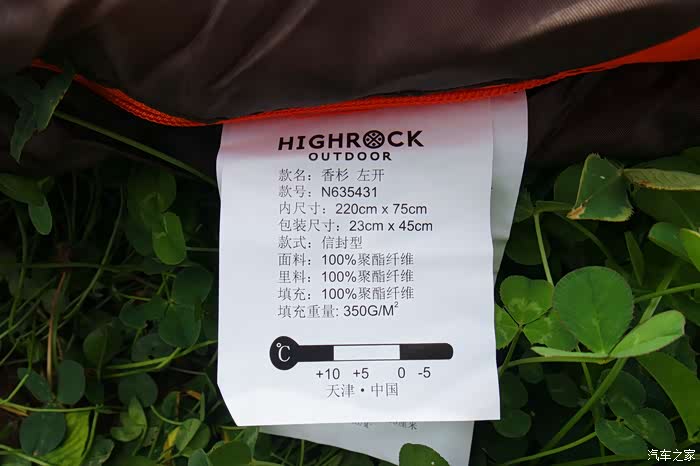 HIGHROCK
OUTDOOR
款名：香杉 左开
款号：N635431
内尺寸：220cm x 75cm
包装尺寸：23cm x 45cm
款式：信封型
面料：100%聚酯纤维
里料：100%聚酯纤维
填充：100%聚酯纤维
填充重量: 350G/M²
℃
+10 +5 0 -5
天津·中国
汽车之家